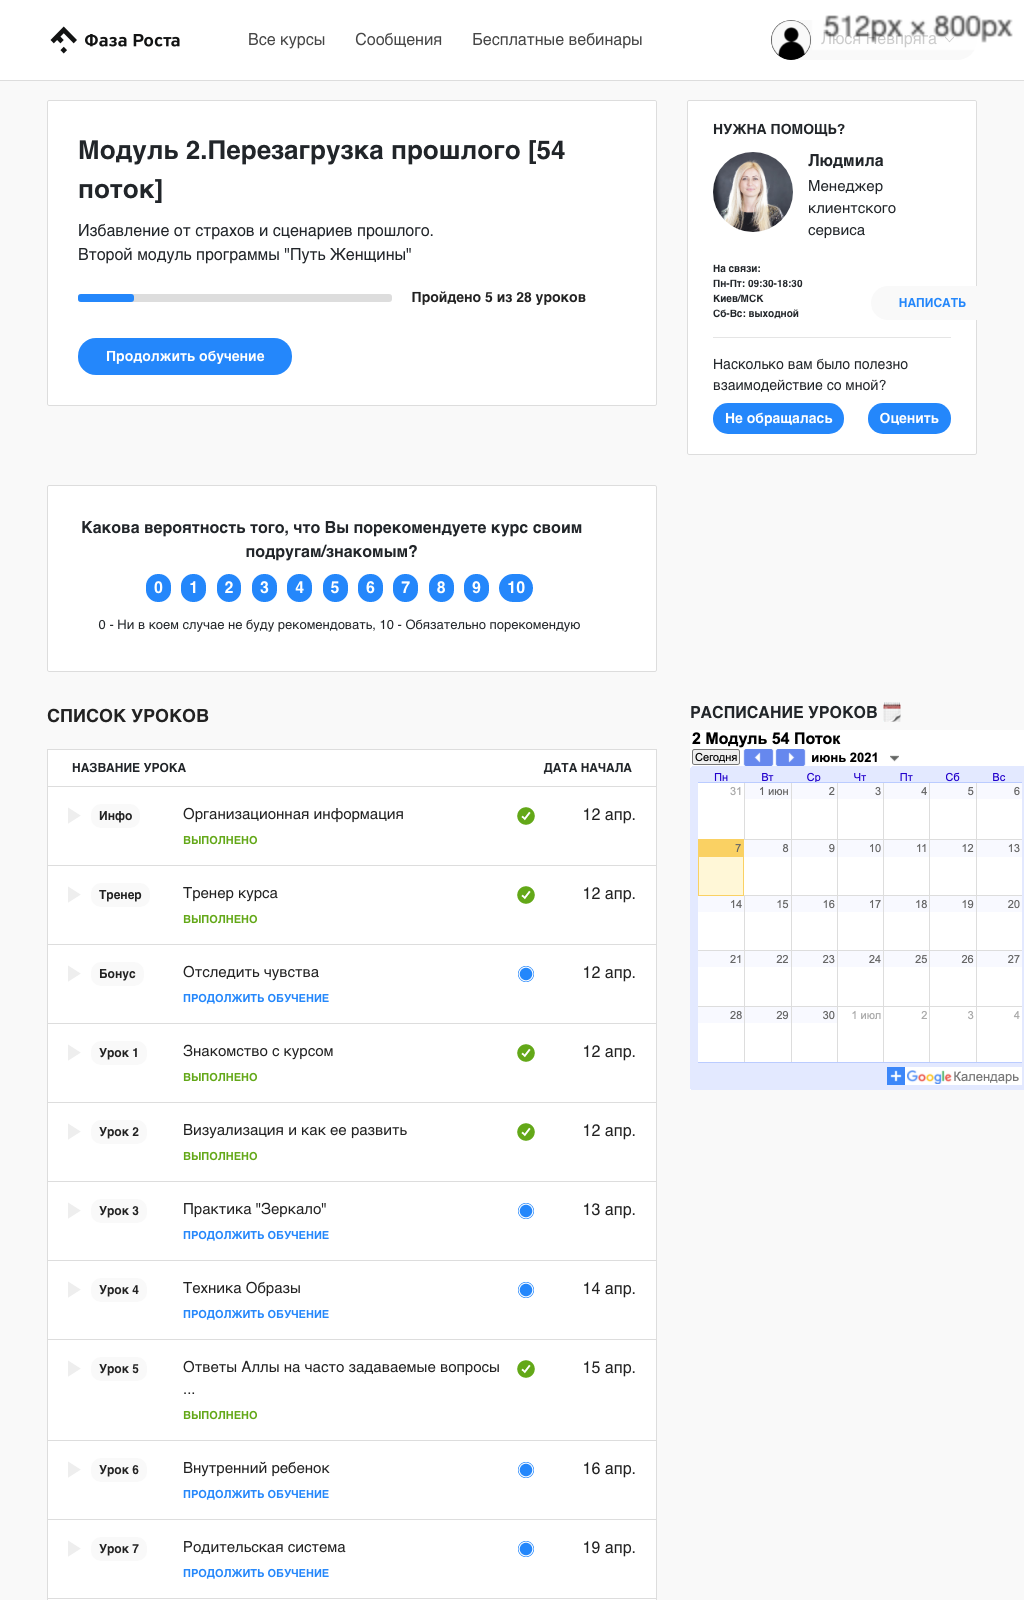 Фаза Роста
Все курсы
Сообщения
Бесплатные вебинары
Люся Невпряга
512px × 800px
Модуль 2.Перезагрузка прошлого [54
поток]
Избавление от страхов и сценариев прошлого.
Второй модуль программы "Путь Женщины"
Пройдено 5 из 28 уроков
Продолжить обучение
НУЖНА ПОМОЩЬ?
Людмила
Менеджер
клиентского
сервиса
На связи:
Пн-Пт: 09:30-18:30
Киев/МСК
Сб-Вс: выходной
НАПИСАТЬ
Насколько вам было полезно
взаимодействие со мной?
Не обращалась
Оценить
Какова вероятность того, что Вы порекомендуете курс своим
подругам/знакомым?
0 1 2 3 4 5 6 7 8 9 10
0 - Ни в коем случае не буду рекомендовать, 10 - Обязательно порекомендую
СПИСОК УРОКОВ
НАЗВАНИЕ УРОКА ДАТА НАЧАЛА
Инфо Организационная информация 12 апр.
ВЫПОЛНЕНО
Тренер Тренер курса 12 апр.
ВЫПОЛНЕНО
Бонус Отследить чувства 12 апр.
ПРОДОЛЖИТЬ ОБУЧЕНИЕ
Урок 1 Знакомство с курсом 12 апр.
ВЫПОЛНЕНО
Урок 2 Визуализация и как ее развить 12 апр.
ВЫПОЛНЕНО
Урок 3 Практика "Зеркало" 13 апр.
ПРОДОЛЖИТЬ ОБУЧЕНИЕ
Урок 4 Техника Образы 14 апр.
ПРОДОЛЖИТЬ ОБУЧЕНИЕ
Урок 5 Ответы Аллы на часто задаваемые вопросы 15 апр.
...
ВЫПОЛНЕНО
Урок 6 Внутренний ребенок 16 апр.
ПРОДОЛЖИТЬ ОБУЧЕНИЕ
Урок 7 Родительская система 19 апр.
ПРОДОЛЖИТЬ ОБУЧЕНИЕ
РАСПИСАНИЕ УРОКОВ
2 Модуль 54 Поток
Сегодня июнь 2021
Пн Вт Ср Чт Пт Сб Вс
31 1 июн 2 3 4 5 6
7 8 9 10 11 12 13
14 15 16 17 18 19 20
21 22 23 24 25 26 27
28 29 30 1 июл 2 3 4
Google Календарь